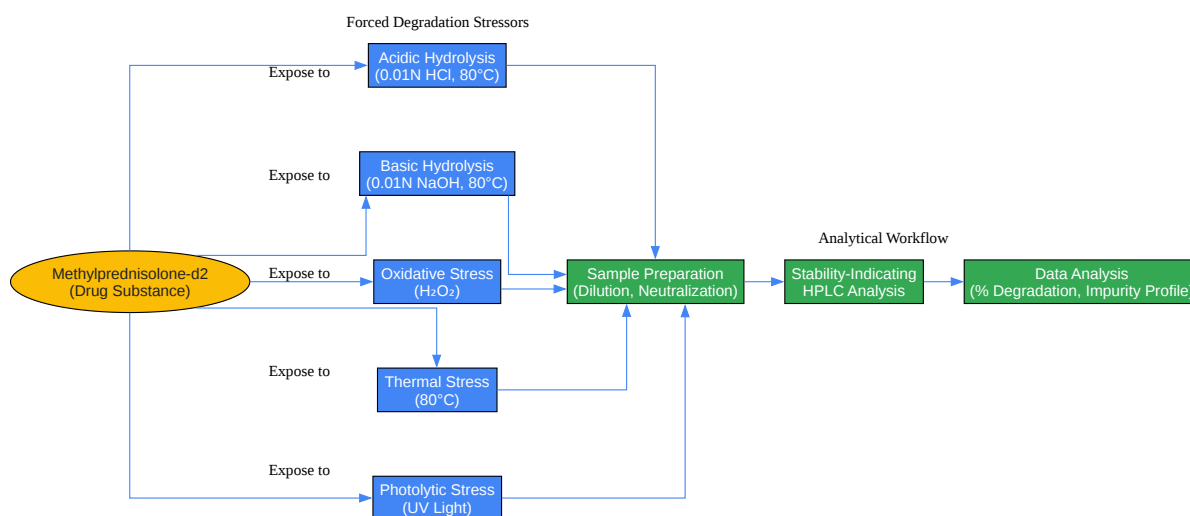 Forced Degradation Stressors
Expose to
Acidic Hydrolysis
(0.01N HCl, 80°C)
Expose to
Basic Hydrolysis
(0.01N NaOH, 80°C)
Analytical Workflow
Methylprednisolone-d2
(Drug Substance)
Expose to
Oxidative Stress
(H₂O₂)
Sample Preparation
(Dilution, Neutralization)
Stability-Indicating
HPLC Analysis
Data Analysis
(% Degradation, Impurity Profile)
Expose to
Thermal Stress
(80°C)
Expose to
Photolytic Stress
(UV Light)